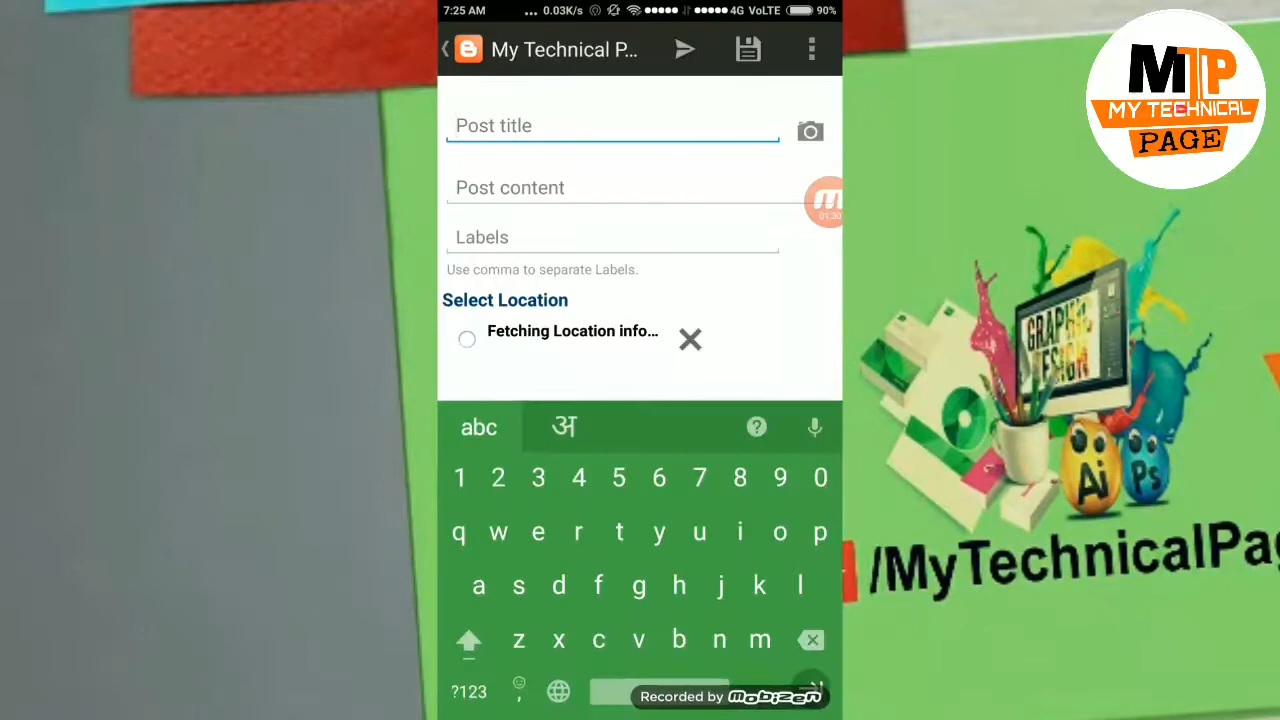 7:25 AM ... 0.03K/s 4G VoLTE 90%
My Technical P...
Post title
Post content
01:30
Labels
Use comma to separate Labels.
Select Location
Fetching Location info...
abc अ
1 2 3 4 5 6 7 8 9 0
q w e r t y u i o p
a s d f g h j k l
z x c v b n m
?123 ,
Recorded by mobizen
MTP
MY TECHNICAL
PAGE
GRAPHIC
DESIGN
Ai
Ps
/MyTechnicalPag